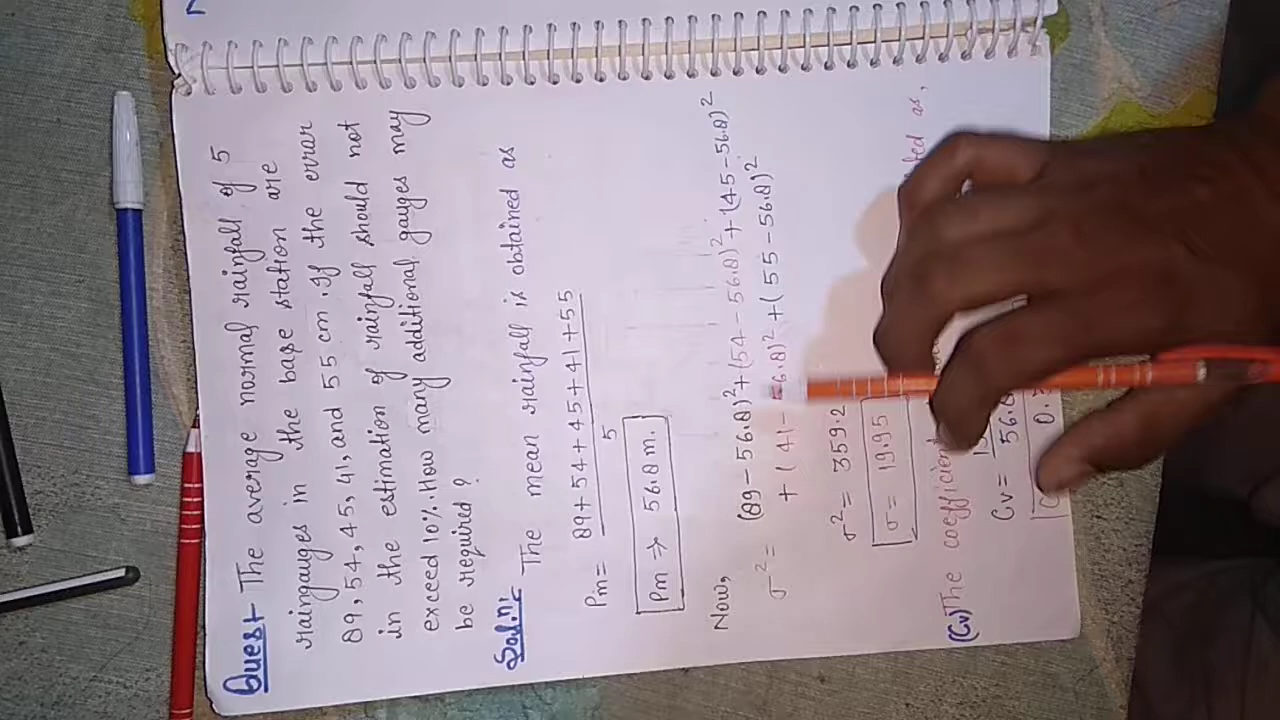 Quest The average normal rainfall of 5
raingauges in the base station are
89, 54, 45, 41, and 55 cm. If the error
in the estimation of rainfall should not
exceed 10%. How many additional gauges may
be required ?
Sol.n:- The mean rainfall is obtained as
Pm = 89 + 54 + 45 + 41 + 55
5
Pm → 56.8 m.
Now,
σ² = (89 - 56.8)² + (54 - 56.8)² + (45 - 56.8)²
+ (41 - 56.8)² + (55 - 56.8)²
σ² = 359.2
σ = 19.95
(Cv) The coefficient as,
Cv =
56.8
0.